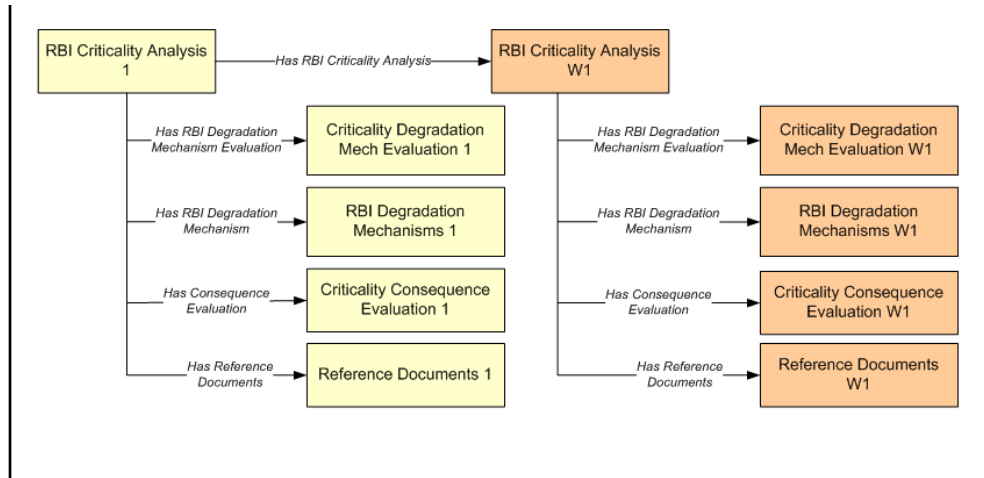 RBI Criticality Analysis
1
Has RBI Criticality Analysis
RBI Criticality Analysis
W1
Has RBI Degradation
Mechanism Evaluation
Criticality Degradation
Mech Evaluation 1
Has RBI Degradation
Mechanism
RBI Degradation
Mechanisms 1
Has Consequence
Evaluation
Criticality Consequence
Evaluation 1
Has Reference
Documents
Reference Documents 1
Has RBI Degradation
Mechanism Evaluation
Criticality Degradation
Mech Evaluation W1
Has RBI Degradation
Mechanism
RBI Degradation
Mechanisms W1
Has Consequence
Evaluation
Criticality Consequence
Evaluation W1
Has Reference
Documents
Reference Documents
W1